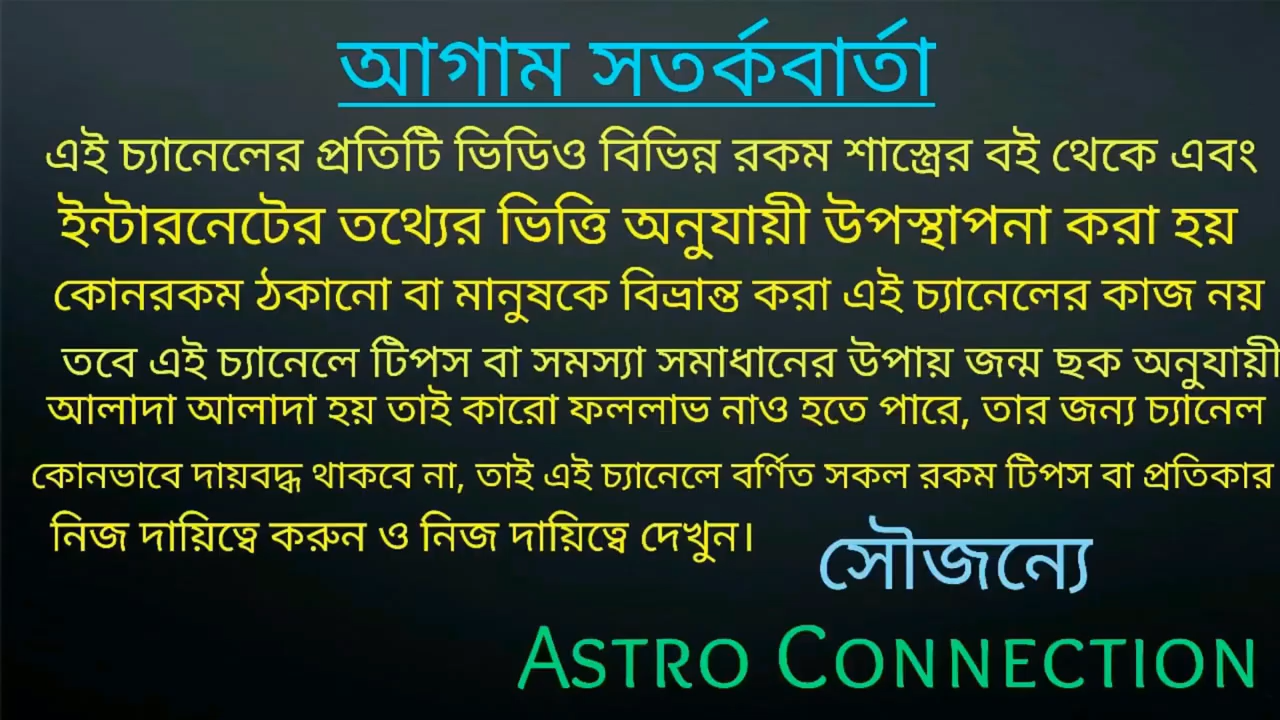 আগাম সতর্কবার্তা
এই চ্যানেলের প্রতিটি ভিডিও বিভিন্ন রকম শাস্ত্রের বই থেকে এবং
ইন্টারনেটের তথ্যের ভিত্তি অনুযায়ী উপস্থাপনা করা হয়
কোনরকম ঠকানো বা মানুষকে বিভ্রান্ত করা এই চ্যানেলের কাজ নয়
তবে এই চ্যানেলে টিপস বা সমস্যা সমাধানের উপায় জন্ম ছক অনুযায়ী
আলাদা আলাদা হয় তাই কারো ফললাভ নাও হতে পারে, তার জন্য চ্যানেল
কোনভাবে দায়বদ্ধ থাকবে না, তাই এই চ্যানেলে বর্ণিত সকল রকম টিপস বা প্রতিকার
নিজ দায়িত্বে করুন ও নিজ দায়িত্বে দেখুন।
সৌজন্যে
ASTRO CONNECTION